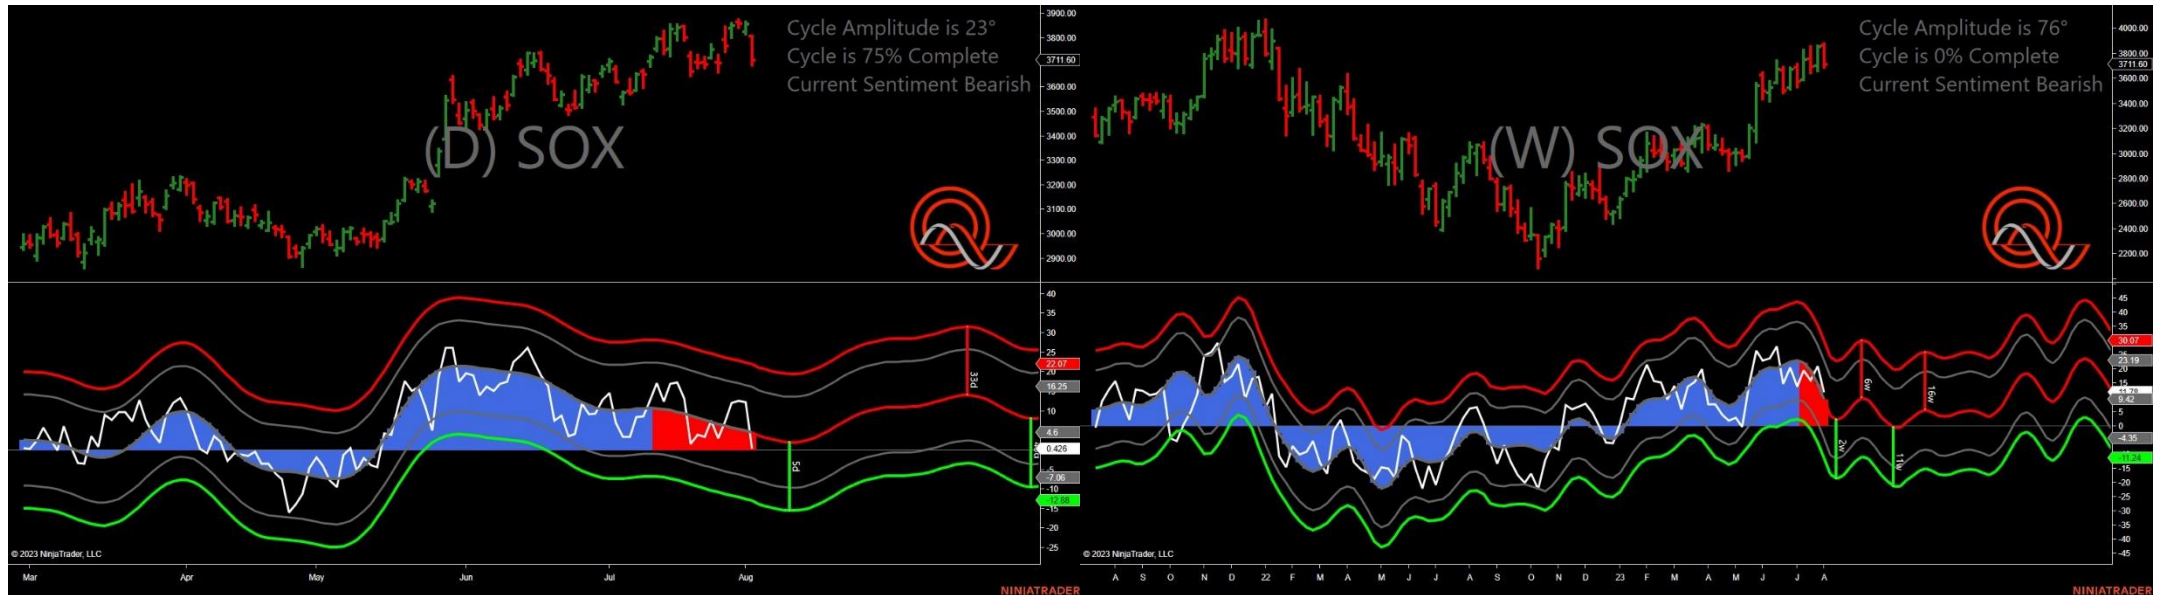 Cycle Amplitude is 23°
Cycle is 75% Complete
Current Sentiment Bearish
(D) SOX
3900.00
3800.00
3711.60
3600.00
3500.00
3400.00
3300.00
3200.00
3100.00
3000.00
2900.00
40
35
30
25
22.07
20
16.25
10
4.6
0.426
-5
-7.06
-10
-12.88
-15
-20
-25
33d
5d
© 2023 NinjaTrader, LLC
Mar Apr May Jun Jul Aug
NINJATRADER
Cycle Amplitude is 76°
Cycle is 0% Complete
Current Sentiment Bearish
(W) SOX
4000.00
3800.00
3711.60
3600.00
3400.00
3200.00
3000.00
2800.00
2600.00
2400.00
2200.00
45
40
35
30.07
25
23.19
20
15
9.42
5
0
-4.35
-11.24
-15
-20
-25
-30
-35
-40
-45
6w
16w
2w
11w
© 2023 NinjaTrader, LLC
A S O N D 22 F M A M J J A S O N D 23 F M A M J J A
NINJATRADER